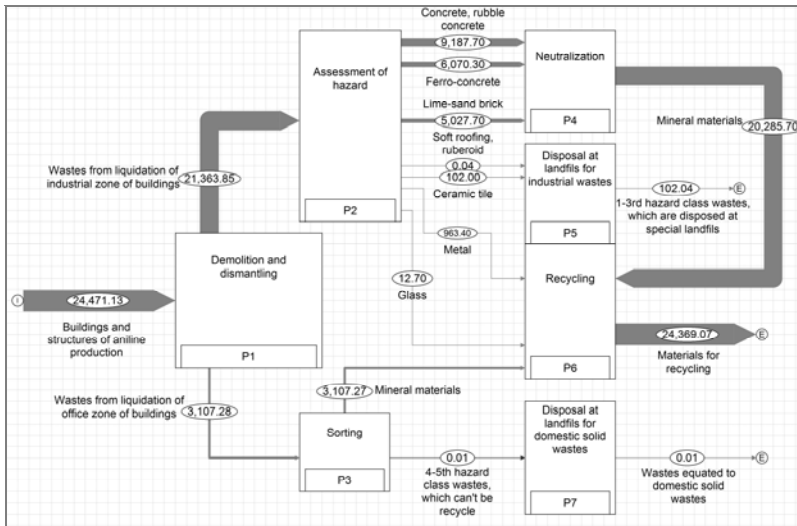 Concrete, rubble
concrete
9,187.70
6,070.30
Ferro-concrete
Lime-sand brick
5,027.70
Soft roofing,
ruberoid
0.04
102.00
Ceramic tile
963.40
Metal
12.70
Glass
Assessment of
hazard
P2
Neutralization
P4
Mineral materials
20,285.70
Disposal at
landfils for
industrial wastes
P5
102.04
E
1-3rd hazard class wastes,
which are disposed at
special landfils
Wastes from liquidation of
industrial zone of buildings
21,363.85
Demolition and
dismantling
P1
I
24,471.13
Buildings and
structures of aniline
production
Recycling
P6
24,369.07
E
Materials for
recycling
Wastes from liquidation of
office zone of buildings
3,107.28
3,107.27
Mineral materials
Sorting
P3
0.01
4-5th hazard
class wastes,
which can't be
recycle
Disposal at
landfils for
domestic solid
wastes
P7
0.01
E
Wastes equated to
domestic solid
wastes